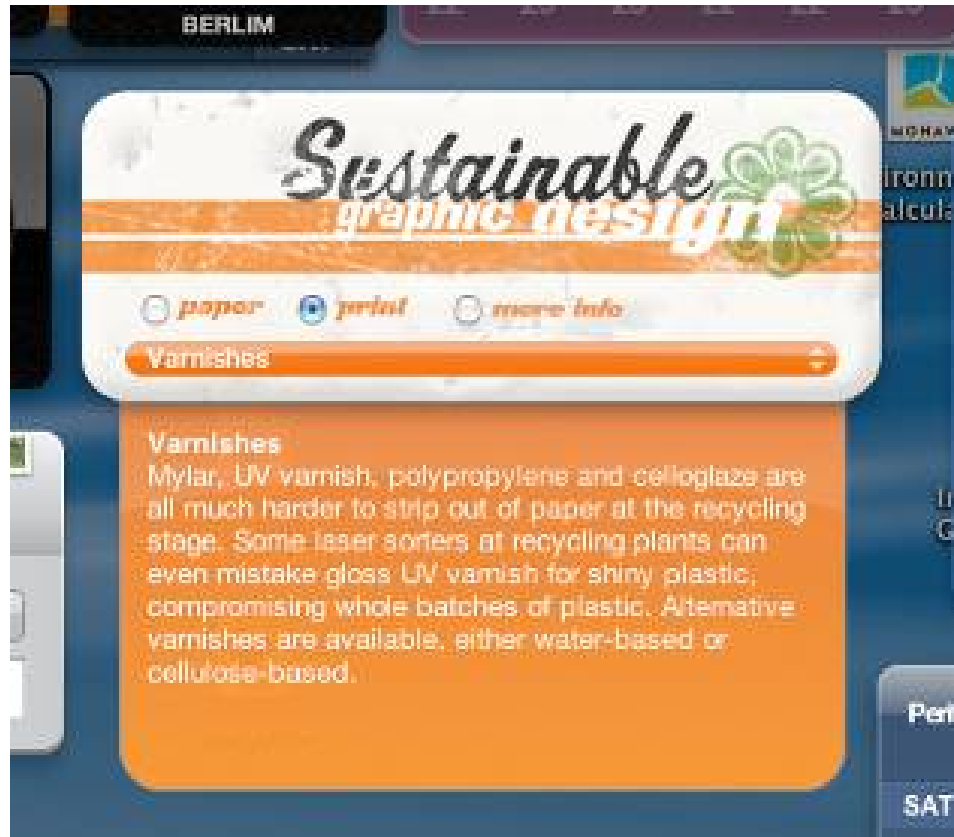 BERLIM
Sustainable
graphic design
paper print more info
Varnishes
Varnishes
Mylar, UV varnish, polypropylene and celloglaze are
all much harder to strip out of paper at the recycling
stage. Some laser sorters at recycling plants can
even mistake gloss UV varnish for shiny plastic,
compromising whole batches of plastic. Alternative
varnishes are available, either water-based or
cellulose-based.
SAT